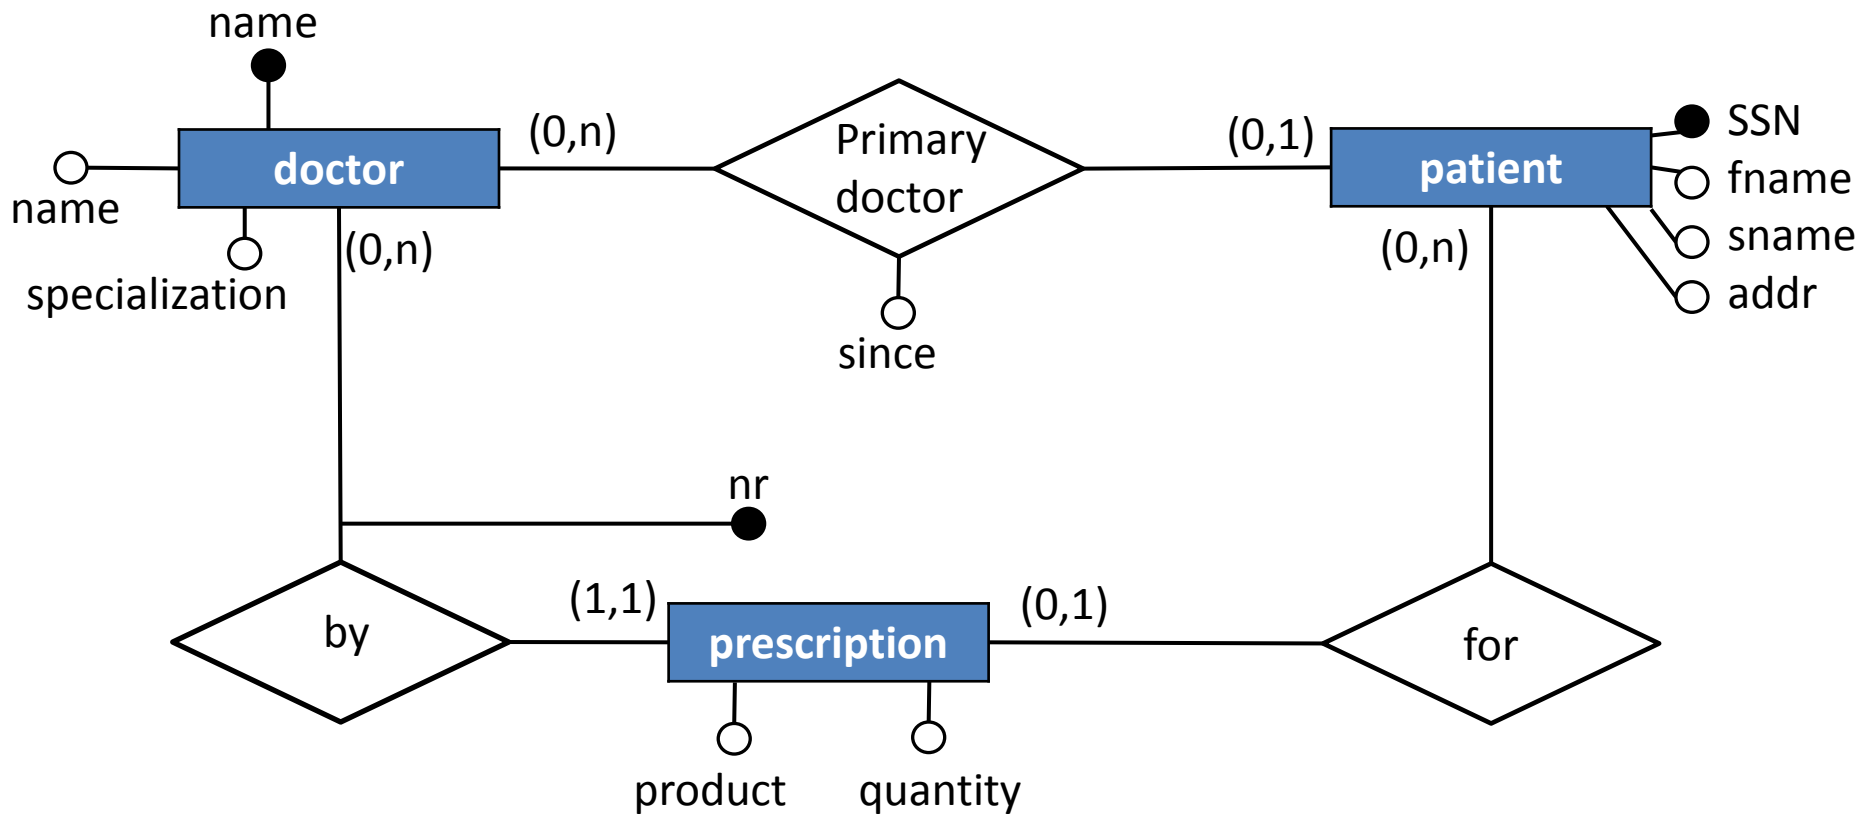 name
doctor
name
specialization
(0,n)
(0,n)
Primary
doctor
since
(0,1)
patient
(0,n)
SSN
fname
sname
addr
nr
by
(1,1)
prescription
(0,1)
for
product
quantity